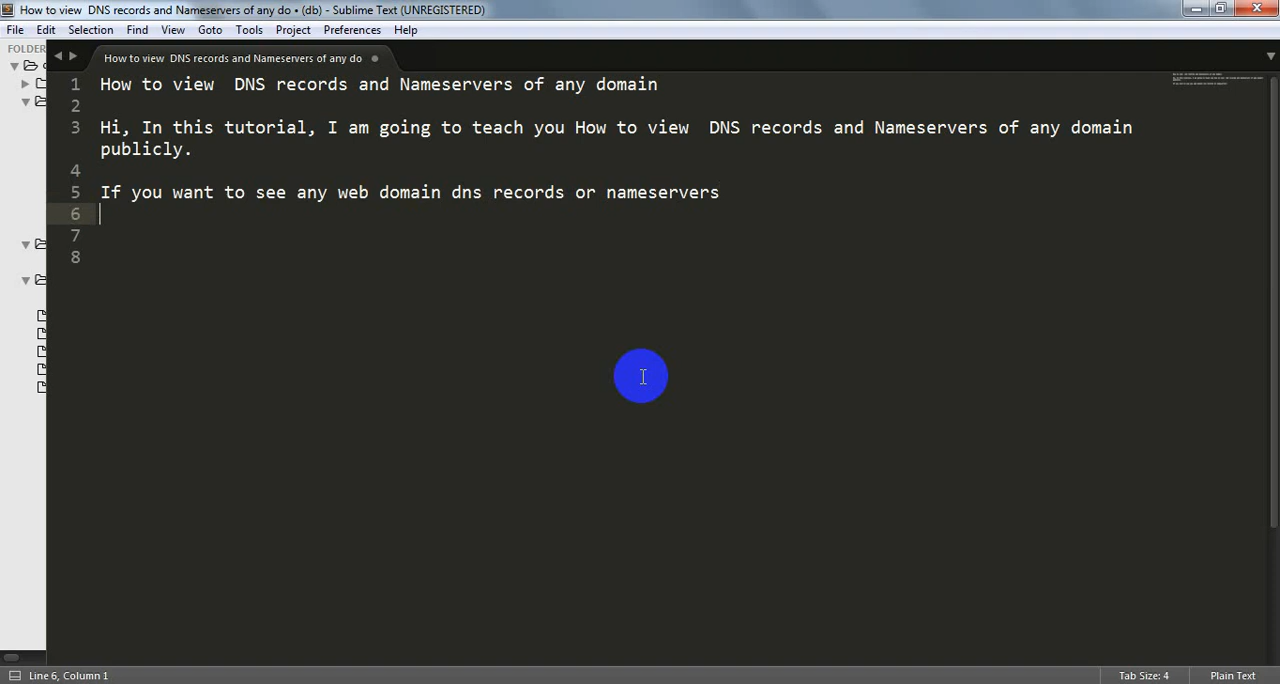 How to view  DNS records and Nameservers of any do • (db) - Sublime Text (UNREGISTERED)
File Edit Selection Find View Goto Tools Project Preferences Help
FOLDER
How to view  DNS records and Nameservers of any do
1 How to view  DNS records and Nameservers of any domain
2
3 Hi, In this tutorial, I am going to teach you How to view  DNS records and Nameservers of any domain
publicly.
4
5 If you want to see any web domain dns records or nameservers
6
7
8
Line 6, Column 1
Tab Size: 4
Plain Text